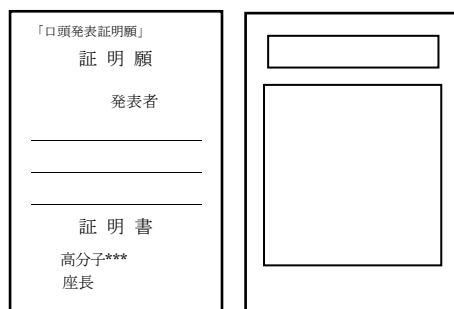 「口頭発表証明願」
証 明 願
発表者
証 明 書
高分子***
座長